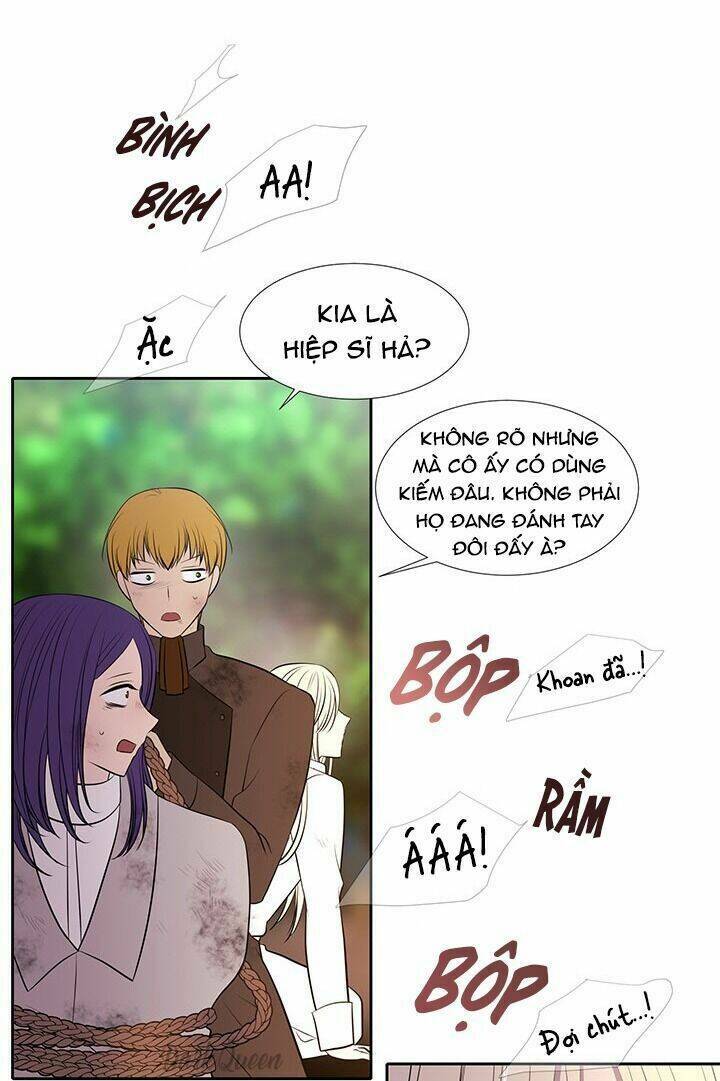 BÌNH
BỊCH
AA!
ẶC
KIA LÀ
HIỆP SĨ HẢ?
KHÔNG RÕ NHƯNG
MÀ CÔ ẤY CÓ DÙNG
KIẾM ĐÂU. KHÔNG PHẢI
HỌ ĐANG ĐÁNH TAY
ĐÔI ĐẤY À?
BỘP
Khoan đã...!
RẦM
ÁÁÁ!
BỘP
Đợi chút...!
Queen